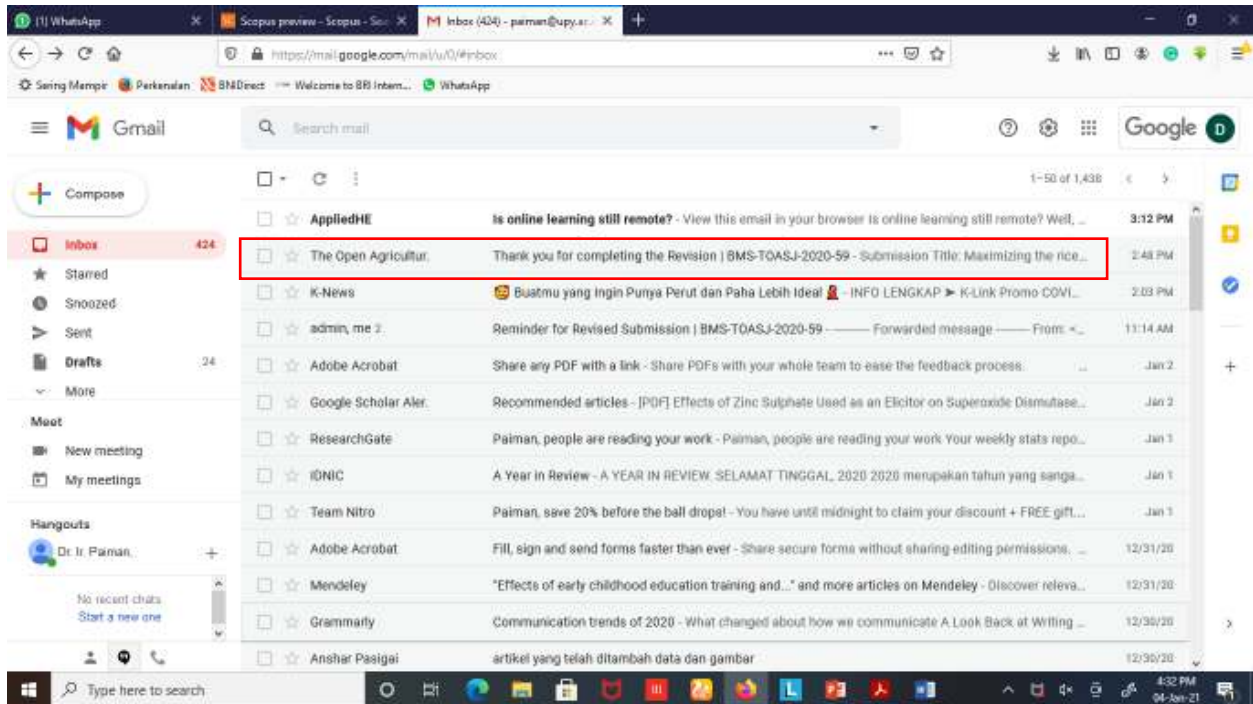 (1) WhatsApp
Scopus preview - Scopus - Sco
Inbox (424) - paiman@upy.ac.
https://mail.google.com/mail/u/0/#inbox
Sering Mampir Perkenalan BNIDirect Welcome to BRI Intern... WhatsApp
Gmail
Search mail
Google
D
Compose
1-50 of 1,438
Inbox 424
Starred
Snoozed
Sent
Drafts 24
More
Meet
New meeting
My meetings
Hangouts
Dr. Ir. Paiman.
No recent chats
Start a new one
AppliedHE Is online learning still remote? - View this email in your browser Is online learning still remote? Well, ... 3:12 PM
The Open Agricultur. Thank you for completing the Revision | BMS-TOASJ-2020-59 - Submission Title: Maximizing the rice... 2:48 PM
K-News Buatmu yang Ingin Punya Perut dan Paha Lebih Ideal - INFO LENGKAP ► K-Link Promo COVI... 2:03 PM
admin, me 2 Reminder for Revised Submission | BMS-TOASJ-2020-59 - ---------- Forwarded message --------- From: <... 11:14 AM
Adobe Acrobat Share any PDF with a link - Share PDFs with your whole team to ease the feedback process. ... Jan 2
Google Scholar Aler. Recommended articles - [PDF] Effects of Zinc Sulphate Used as an Elicitor on Superoxide Dismutase... Jan 2
ResearchGate Paiman, people are reading your work - Paiman, people are reading your work Your weekly stats repo... Jan 1
IDNIC A Year in Review - A YEAR IN REVIEW. SELAMAT TINGGAL, 2020 2020 merupakan tahun yang sanga... Jan 1
Team Nitro Paiman, save 20% before the ball drops! - You have until midnight to claim your discount + FREE gift... Jan 1
Adobe Acrobat Fill, sign and send forms faster than ever - Share secure forms without sharing editing permissions. ... 12/31/20
Mendeley "Effects of early childhood education training and..." and more articles on Mendeley - Discover releva... 12/31/20
Grammarly Communication trends of 2020 - What changed about how we communicate A Look Back at Writing ... 12/30/20
Anshar Pasigai artikel yang telah ditambah data dan gambar 12/30/20
Type here to search
4:32 PM
04-Jan-21